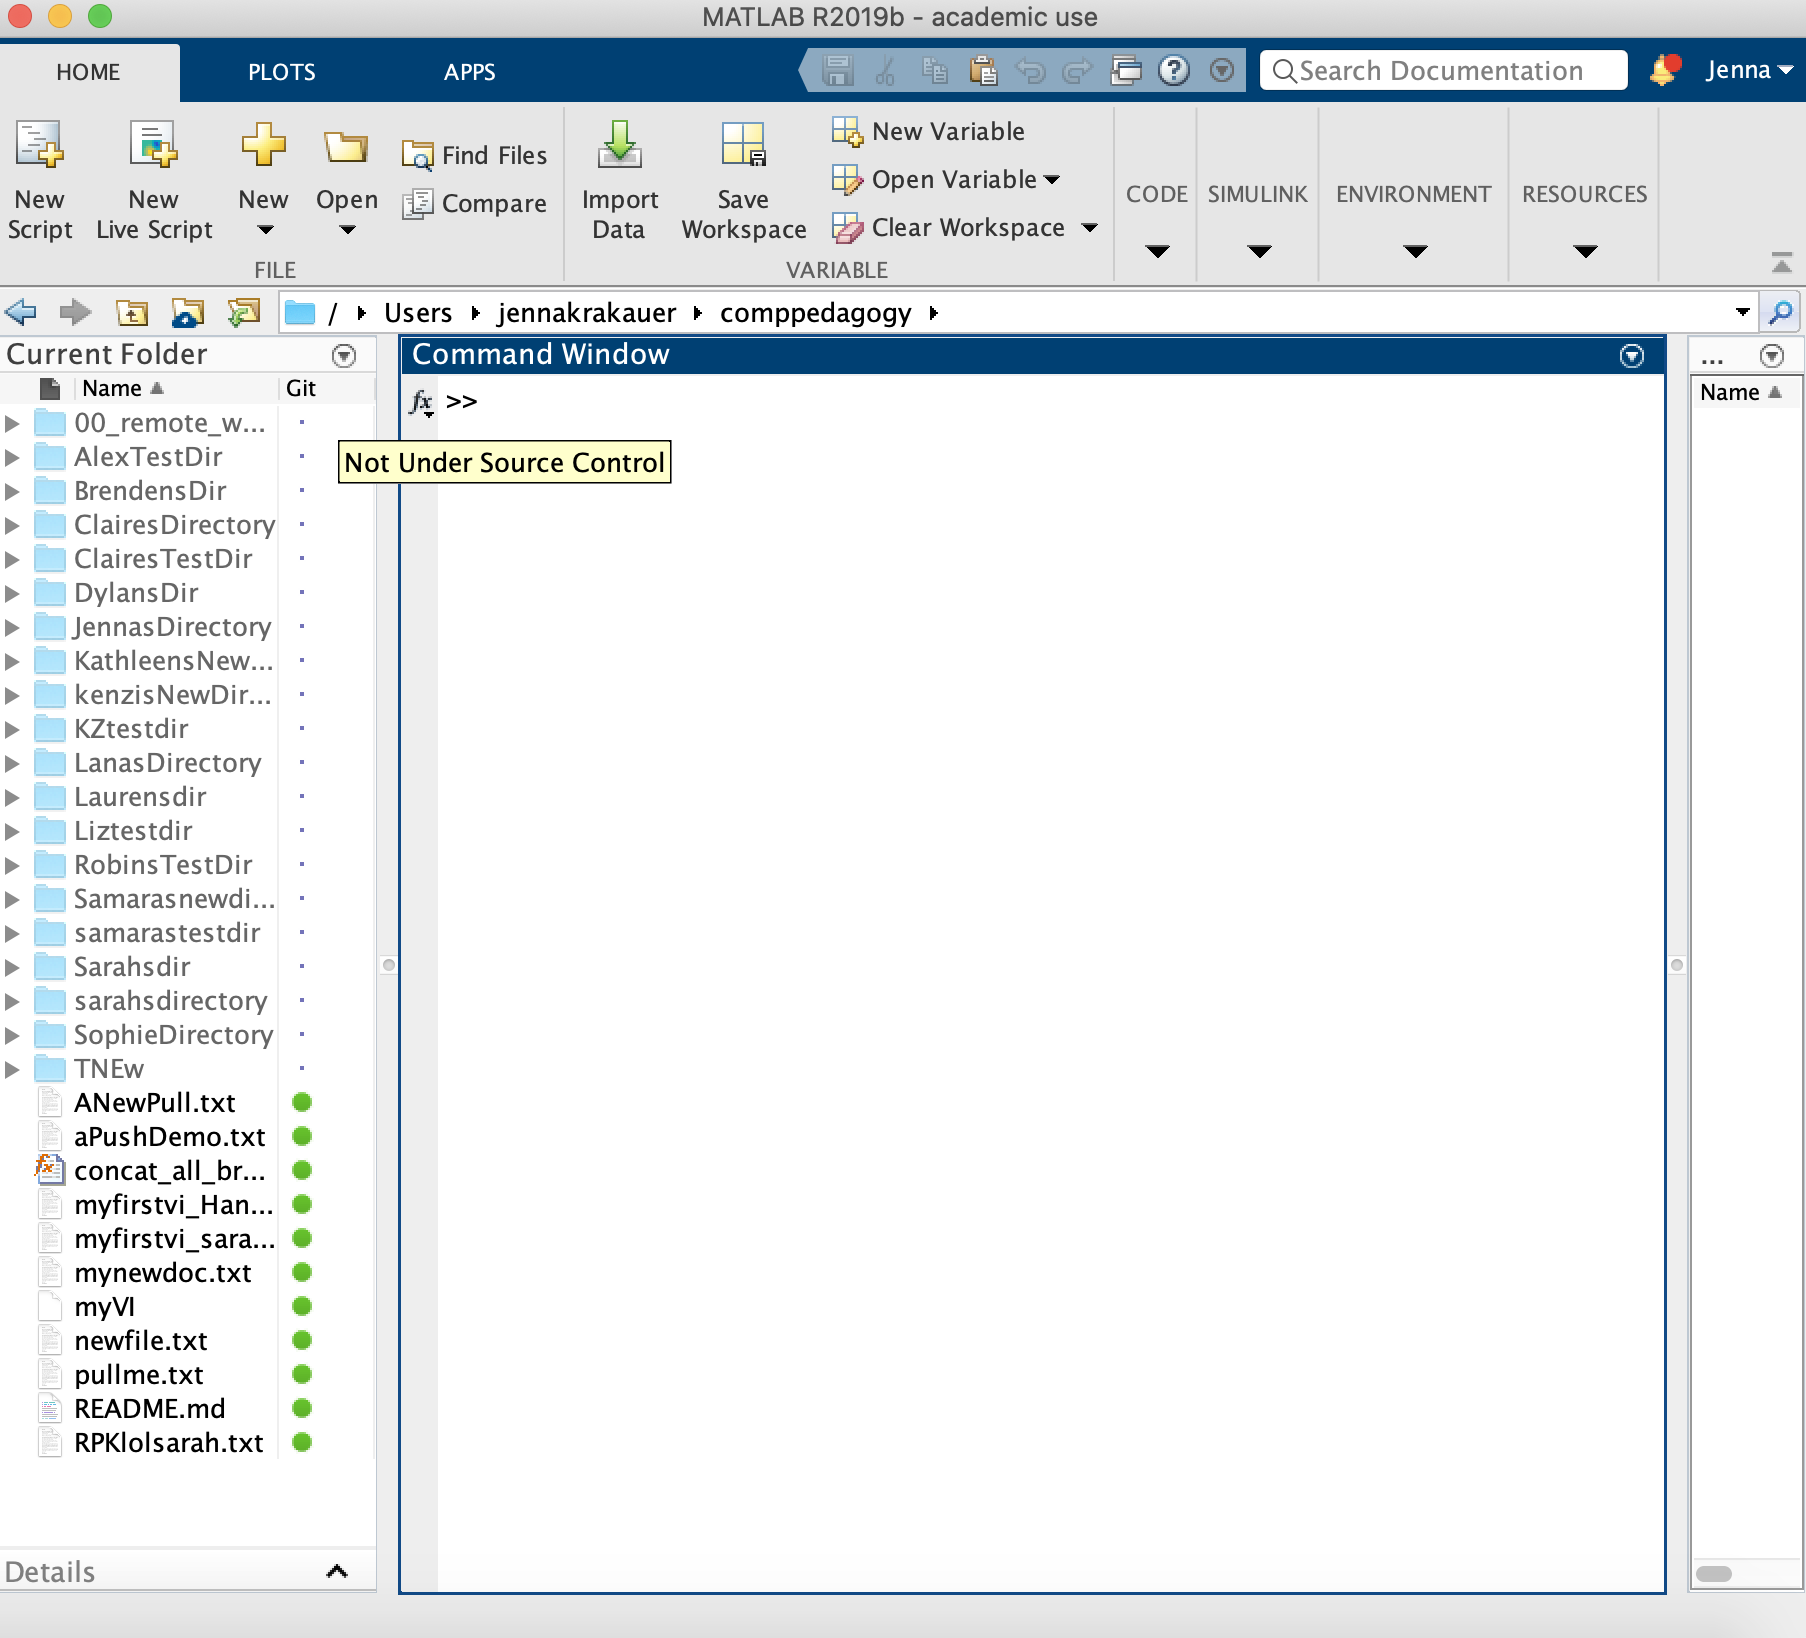 MATLAB R2019b - academic use
HOME
PLOTS
APPS
Search Documentation
Jenna
New Script
New Live Script
New
Open
Find Files
Compare
FILE
Import Data
Save Workspace
New Variable
Open Variable
Clear Workspace
VARIABLE
CODE
SIMULINK
ENVIRONMENT
RESOURCES
/ Users jennakrakauer comppedagogy
Current Folder
Name Git
00_remote_w...
AlexTestDir
BrendensDir
ClairesDirectory
ClairesTestDir
DylansDir
JennasDirectory
KathleensNew...
kenzisNewDir...
KZtestdir
LanasDirectory
Laurensdir
Liztestdir
RobinsTestDir
Samarasnewdi...
samarastestdir
Sarahsdir
sarahsdirectory
SophieDirectory
TNEw
ANewPull.txt
aPushDemo.txt
concat_all_br...
myfirstvi_Han...
myfirstvi_sara...
mynewdoc.txt
myVI
newfile.txt
pullme.txt
README.md
RPKlolsarah.txt
Details
Command Window
fx >>
Not Under Source Control
...
Name